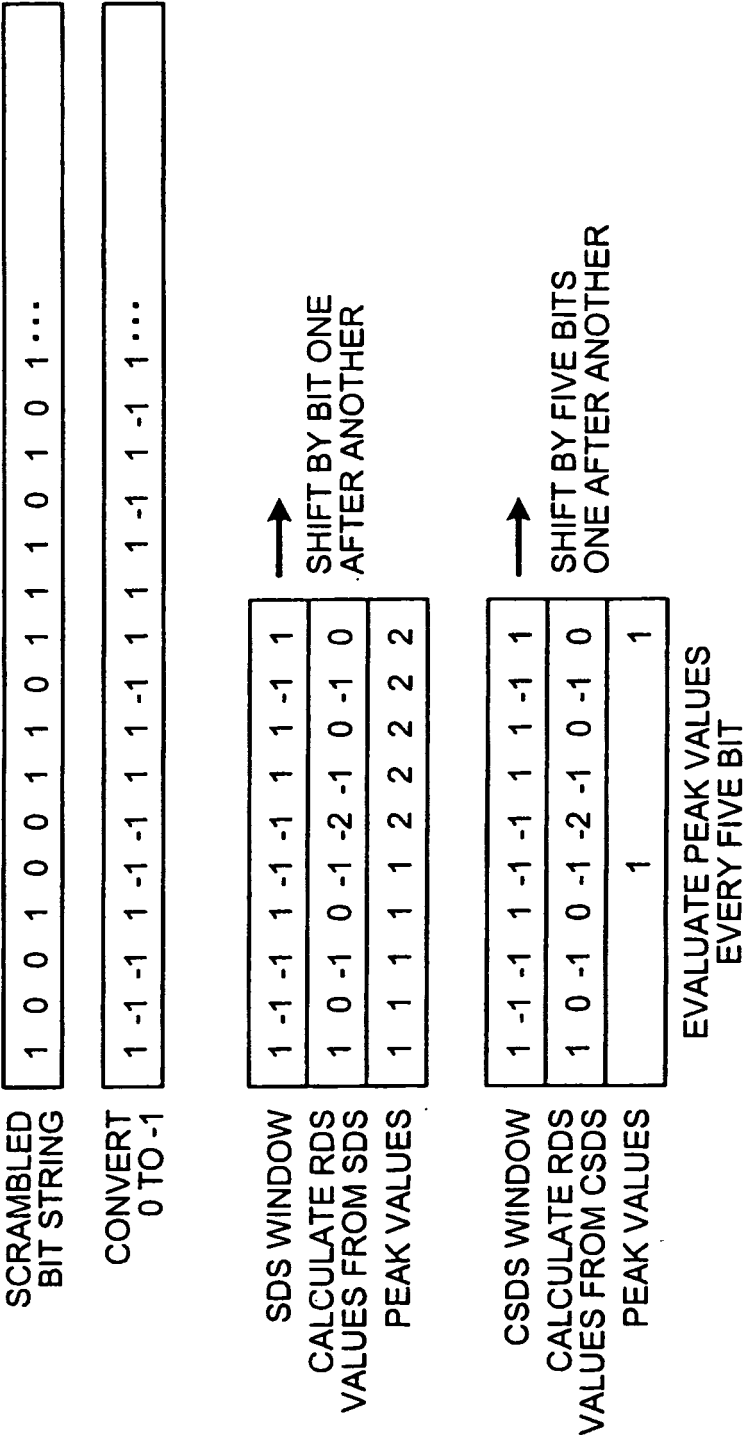 SCRAMBLED
BIT STRING
1 0 0 1 0 0 1 1 0 1 1 1 0 1 0 1 ...
CONVERT
0 TO -1
1 -1 -1 1 -1 -1 1 1 -1 1 1 1 -1 1 -1 1 ...
SDS WINDOW
1 -1 -1 1 -1 -1 1 1 -1 1
CALCULATE RDS
VALUES FROM SDS
1 0 -1 0 -1 -2 -1 0 -1 0
PEAK VALUES
1 1 1 1 1 2 2 2 2 2
SHIFT BY BIT ONE
AFTER ANOTHER
CSDS WINDOW
1 -1 -1 1 -1 -1 1 1 -1 1
CALCULATE RDS
VALUES FROM CSDS
1 0 -1 0 -1 -2 -1 0 -1 0
PEAK VALUES
1 1
SHIFT BY FIVE BITS
ONE AFTER ANOTHER
EVALUATE PEAK VALUES
EVERY FIVE BIT